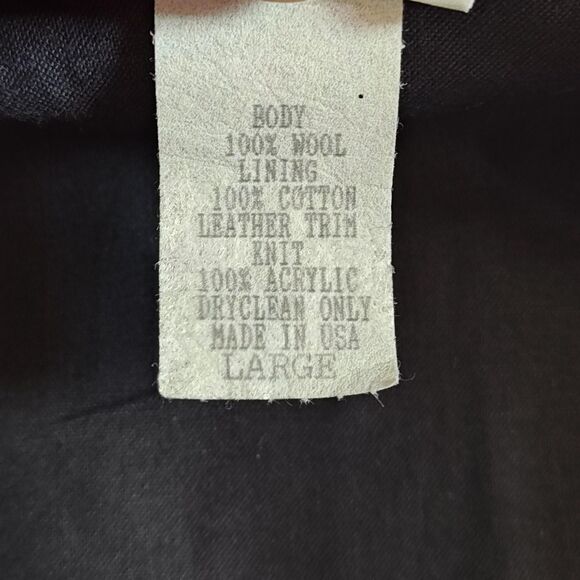 BODY
100% WOOL
LINING
100% COTTON
LEATHER TRIM
KNIT
100% ACRYLIC
DRYCLEAN ONLY
MADE IN USA
LARGE